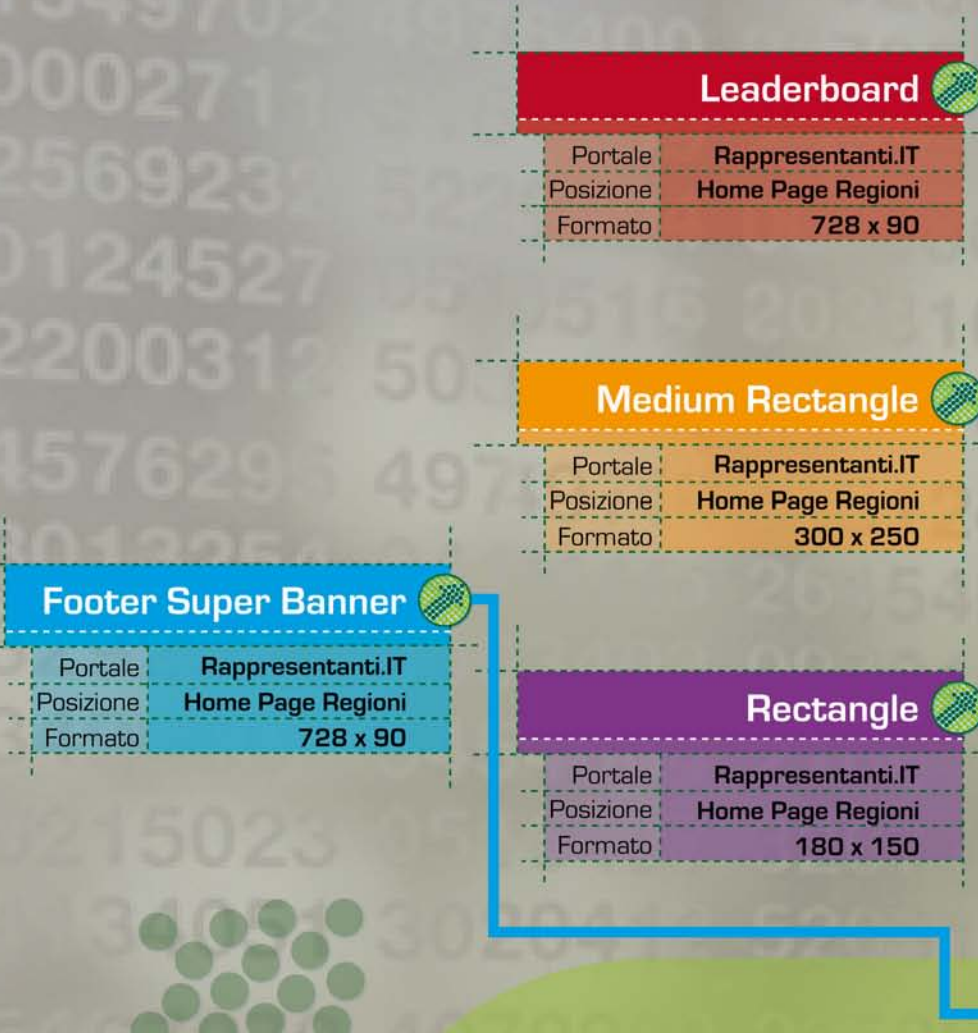 Leaderboard
Portale Rappresentanti.IT
Posizione Home Page Regioni
Formato 728 x 90
Medium Rectangle
Portale Rappresentanti.IT
Posizione Home Page Regioni
Formato 300 x 250
Footer Super Banner
Portale Rappresentanti.IT
Posizione Home Page Regioni
Formato 728 x 90
Rectangle
Portale Rappresentanti.IT
Posizione Home Page Regioni
Formato 180 x 150